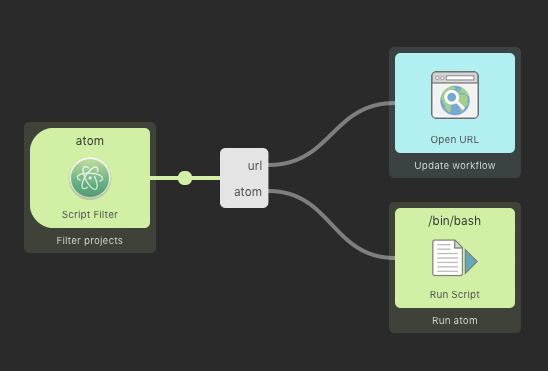 atom
Script Filter
Filter projects
url
atom
Open URL
Update workflow
/bin/bash
Run Script
Run atom